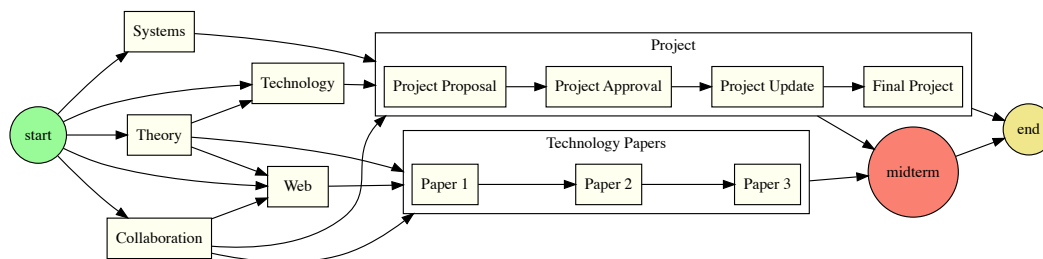 start
Systems
Technology
Theory
Web
Collaboration
Project
Project Proposal
Project Approval
Project Update
Final Project
Technology Papers
Paper 1
Paper 2
Paper 3
midterm
end